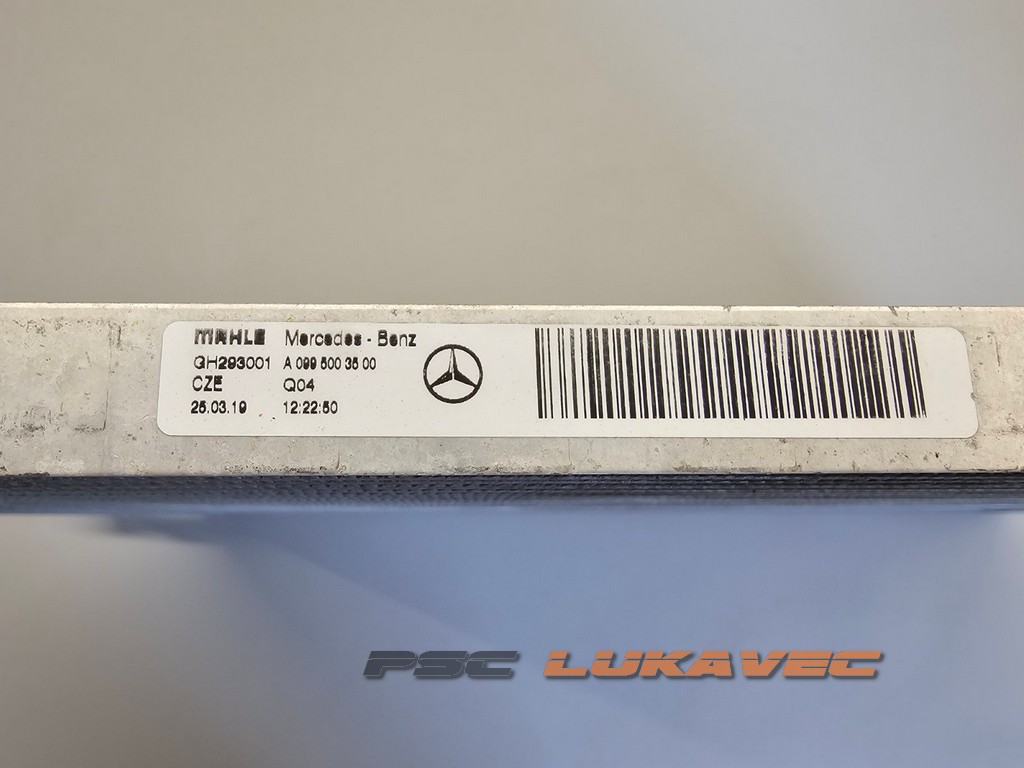 MAHLE Mercedes - Benz
GH293001 A 099 500 35 00
CZE Q04
25.03.19 12:22:50
PSC LUKAVEC